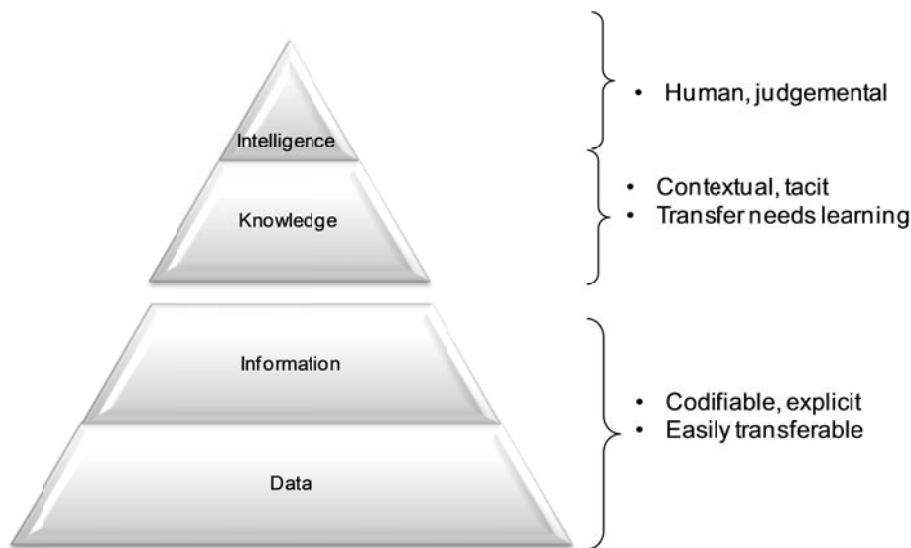 Intelligence
Knowledge
Information
Data
• Human, judgemental
• Contextual, tacit
• Transfer needs learning
• Codifiable, explicit
• Easily transferable